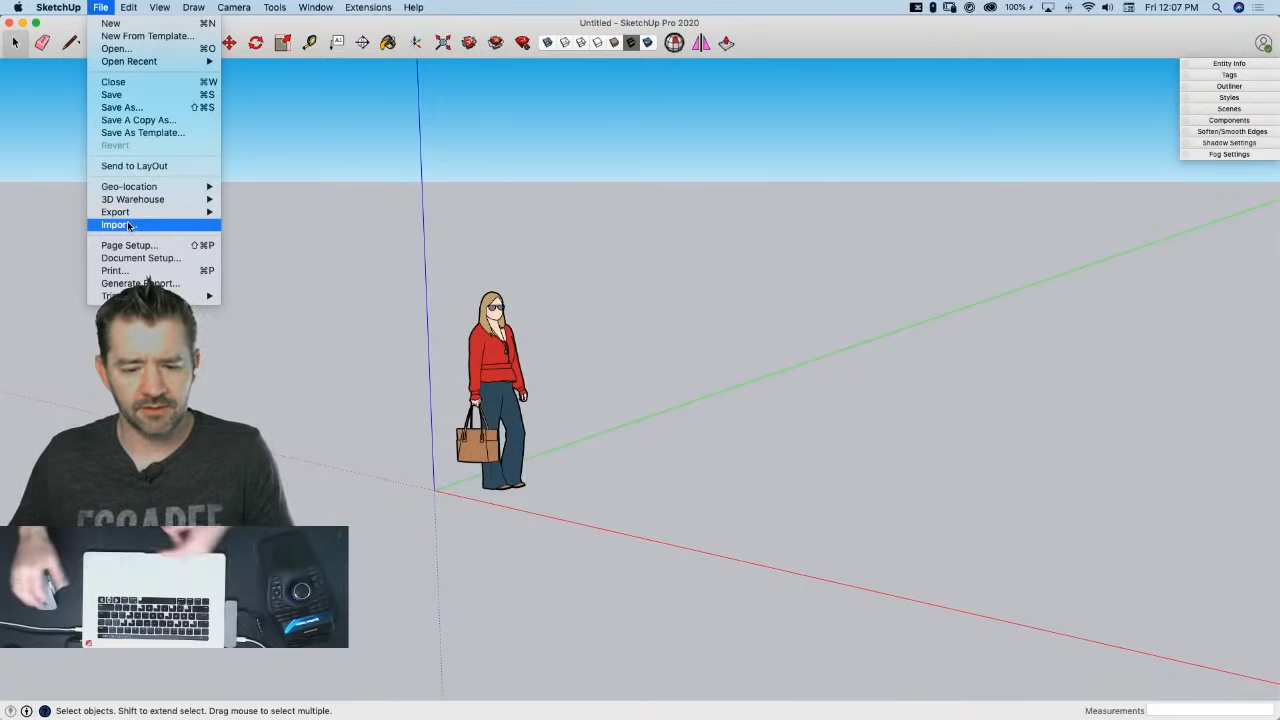 SketchUp File Edit View Draw Camera Tools Window Extensions Help 100% Fri 12:07 PM
Untitled - SketchUp Pro 2020
New ⌘N
New From Template...
Open... ⌘O
Open Recent
Close ⌘W
Save ⌘S
Save As... ⇧⌘S
Save A Copy As...
Save As Template...
Revert
Send to LayOut
Geo-location
3D Warehouse
Export
Import...
Page Setup... ⇧⌘P
Document Setup...
Print... ⌘P
Generate Report...
Entity Info
Tags
Outliner
Styles
Scenes
Components
Soften/Smooth Edges
Shadow Settings
Fog Settings
Select objects. Shift to extend select. Drag mouse to select multiple.
Measurements